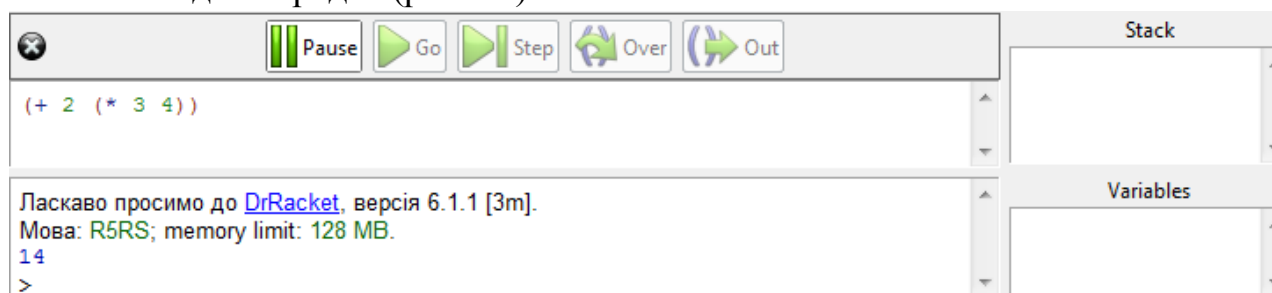 Pause Go Step Over Out
Stack
(+ 2 (* 3 4))
Ласкаво просимо до DrRacket, версія 6.1.1 [3m].
Мова: R5RS; memory limit: 128 MB.
14
>
Variables